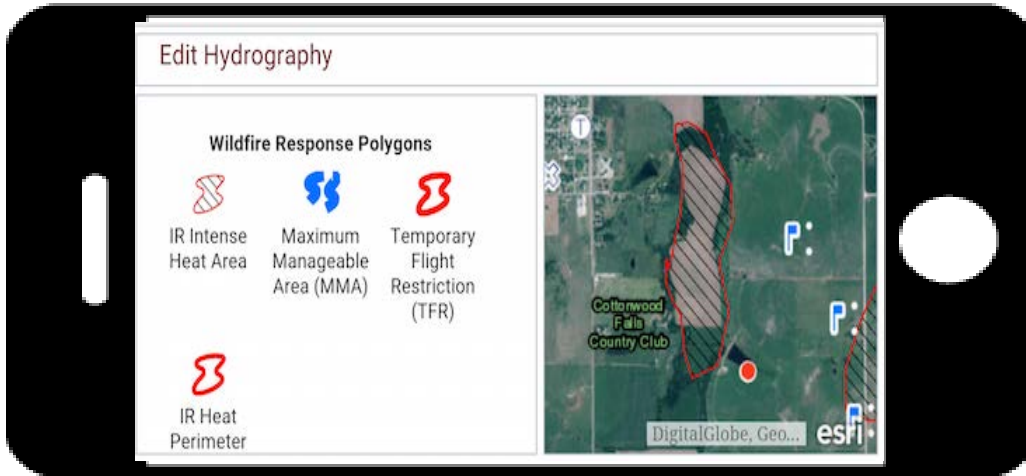 Edit Hydrography
Wildfire Response Polygons
IR Intense
Heat Area
Maximum
Manageable
Area (MMA)
Temporary
Flight
Restriction
(TFR)
IR Heat
Perimeter
T
Cottonwood
Falls
Country Club
DigitalGlobe, Geo...
esri